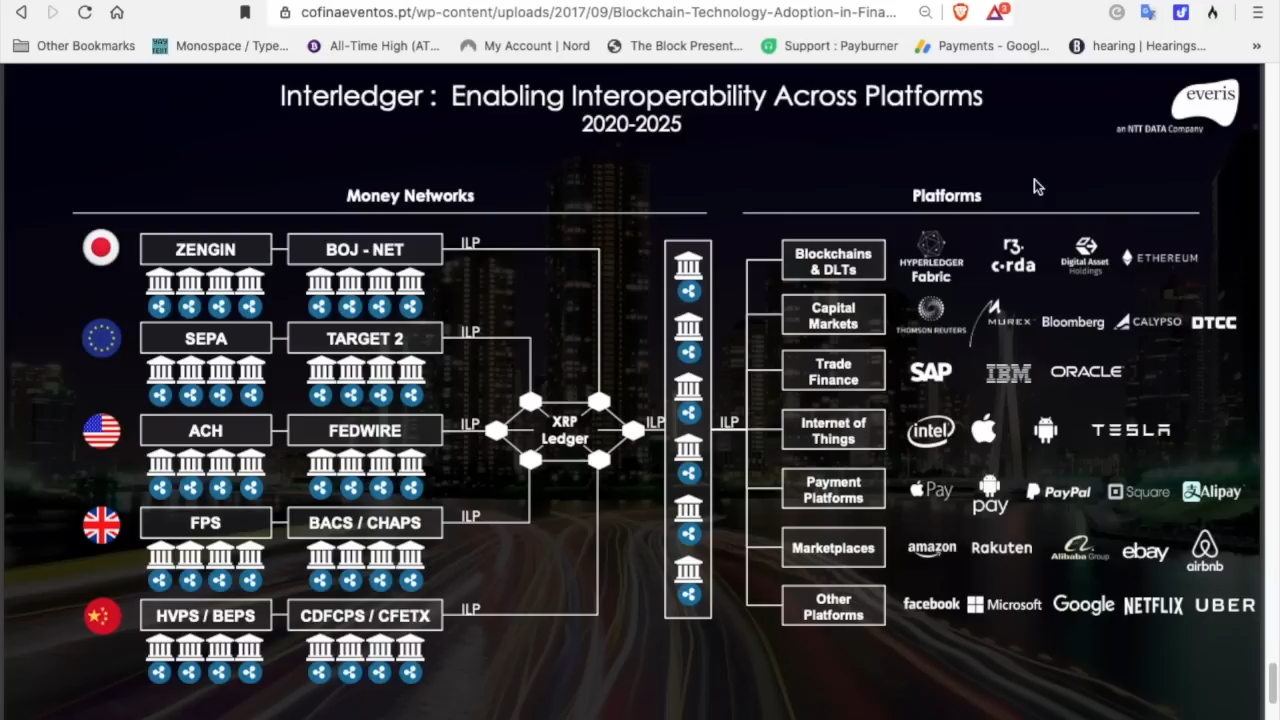 cofinaeventos.pt/wp-content/uploads/2017/09/Blockchain-Technology-Adoption-in-Fina...
3
Other Bookmarks
Monospace / Type...
All-Time High (AT...
My Account | Nord
The Block Present...
Support : Payburner
Payments - Googl...
hearing | Hearings...
»
Interledger : Enabling Interoperability Across Platforms
2020-2025
everis
an NTT DATA Company
Money Networks
Platforms
ZENGIN
BOJ - NET
ILP
SEPA
TARGET 2
ILP
ACH
FEDWIRE
ILP
XRP
Ledger
ILP
ILP
FPS
BACS / CHAPS
ILP
HVPS / BEPS
CDFCPS / CFETX
ILP
Blockchains
& DLTs
HYPERLEDGER
Fabric
r3.
c·rda
Digital Asset
Holdings
ETHEREUM
Capital
Markets
THOMSON REUTERS
MUREX
Bloomberg
CALYPSO
DTCC
Trade
Finance
SAP
IBM
ORACLE
Internet of
Things
intel
TESLA
Payment
Platforms
Pay
pay
PayPal
Square
Alipay
Marketplaces
amazon
Rakuten
Alibaba Group
ebay
airbnb
Other
Platforms
facebook
Microsoft
Google
NETFLIX
UBER